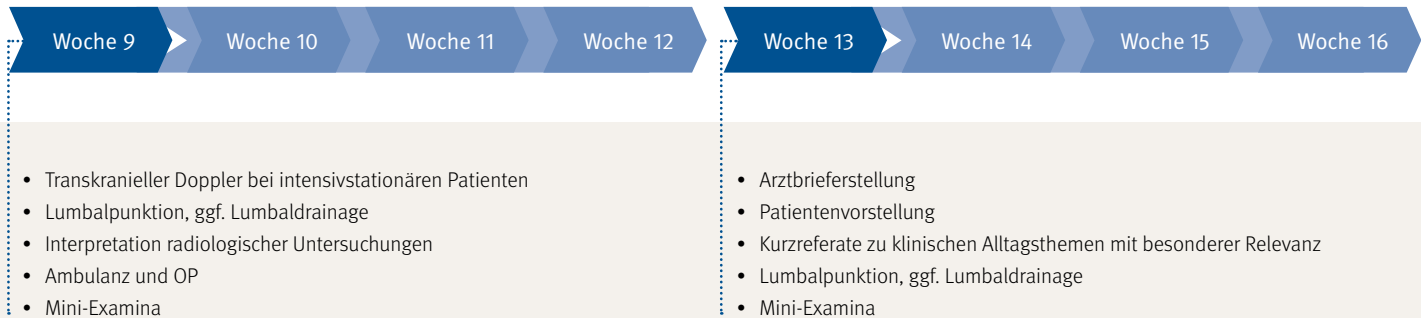 Woche 9 Woche 10 Woche 11 Woche 12 Woche 13 Woche 14 Woche 15 Woche 16
• Transkranieller Doppler bei intensivstationären Patienten
• Lumbalpunktion, ggf. Lumbaldrainage
• Interpretation radiologischer Untersuchungen
• Ambulanz und OP
• Mini-Examina
• Arztbrieferstellung
• Patientenvorstellung
• Kurzreferate zu klinischen Alltagsthemen mit besonderer Relevanz
• Lumbalpunktion, ggf. Lumbaldrainage
• Mini-Examina